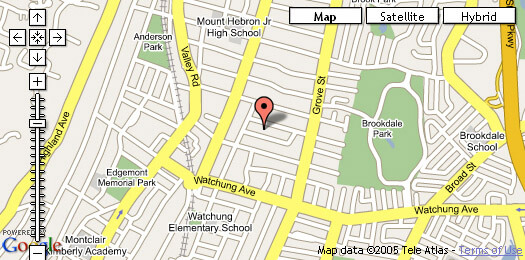 Map
Satellite
Hybrid
Mount Hebron Jr
High School
Anderson
Park
Valley Rd
Grove St
Pkwy
Highland Ave
Brookdale
Park
Brookdale
School
Edgemont
Memorial Park
Watchung Ave
Broad St
Watchung Ave
Watchung
Elementary School
Montclair
Kimberly Academy
POWERED
Google
Map data ©2005 Tele Atlas - Terms of Use